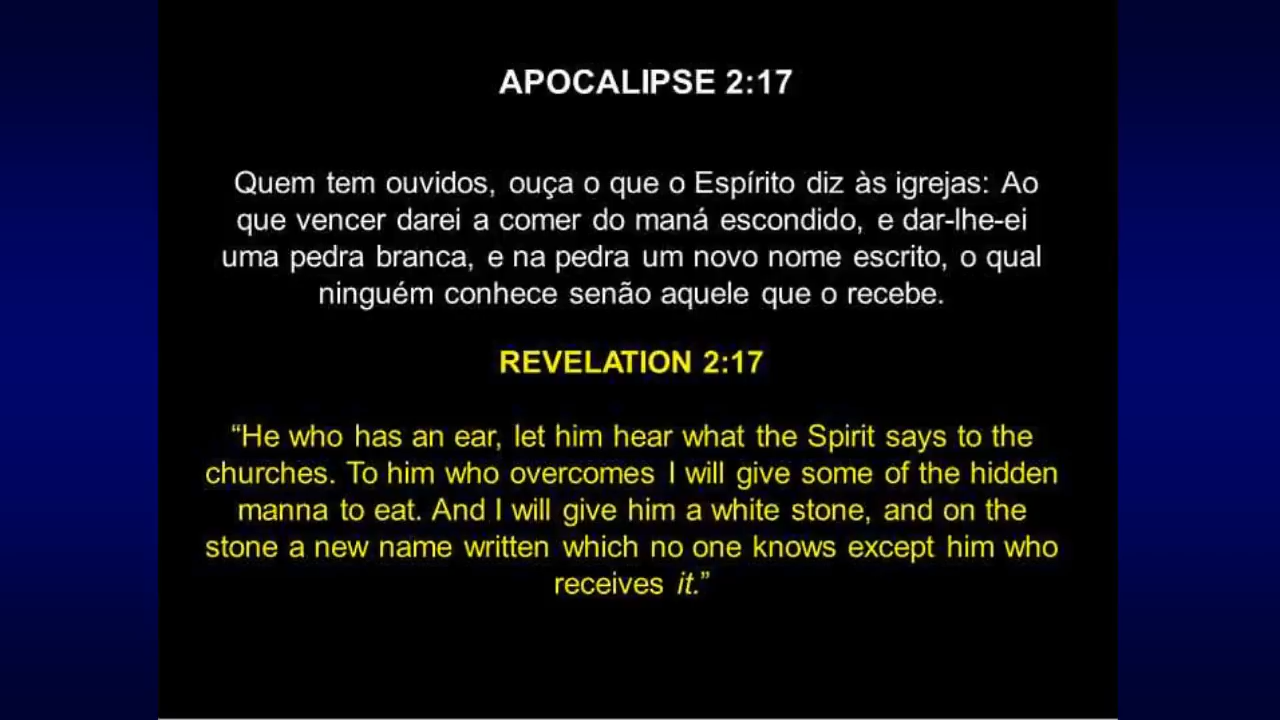 APOCALIPSE 2:17
Quem tem ouvidos, ouça o que o Espírito diz às igrejas: Ao
que vencer darei a comer do maná escondido, e dar-lhe-ei
uma pedra branca, e na pedra um novo nome escrito, o qual
ninguém conhece senão aquele que o recebe.
REVELATION 2:17
“He who has an ear, let him hear what the Spirit says to the
churches. To him who overcomes I will give some of the hidden
manna to eat. And I will give him a white stone, and on the
stone a new name written which no one knows except him who
receives it.”